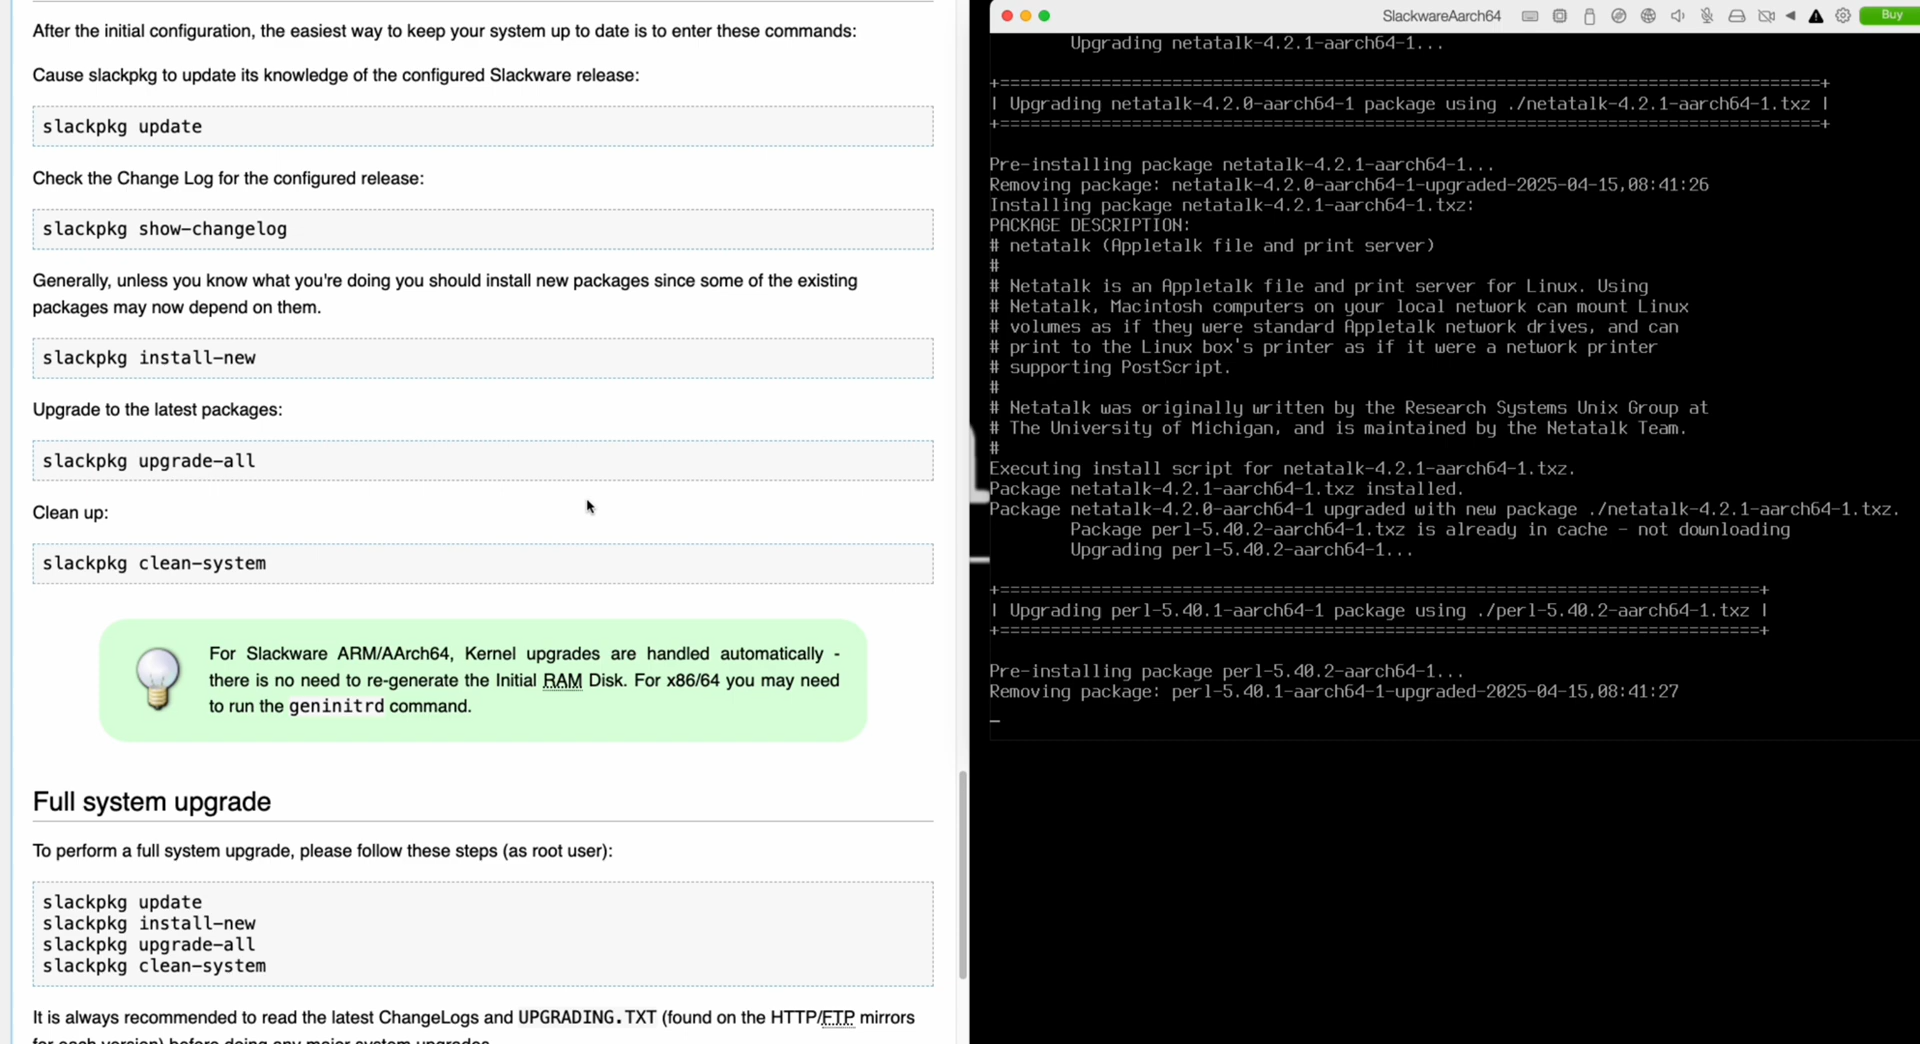 After the initial configuration, the easiest way to keep your system up to date is to enter these commands:
Cause slackpkg to update its knowledge of the configured Slackware release:
slackpkg update
Check the Change Log for the configured release:
slackpkg show-changelog
Generally, unless you know what you're doing you should install new packages since some of the existing
packages may now depend on them.
slackpkg install-new
Upgrade to the latest packages:
slackpkg upgrade-all
Clean up:
slackpkg clean-system
For Slackware ARM/AArch64, Kernel upgrades are handled automatically -
there is no need to re-generate the Initial RAM Disk. For x86/64 you may need
to run the geninitrd command.
Full system upgrade
To perform a full system upgrade, please follow these steps (as root user):
slackpkg update
slackpkg install-new
slackpkg upgrade-all
slackpkg clean-system
It is always recommended to read the latest ChangeLogs and UPGRADING.TXT (found on the HTTP/FTP mirrors
for each version) before doing any major system upgrades.
SlackwareAarch64
Buy
Upgrading netatalk-4.2.1-aarch64-1...
+==============================================================================+
| Upgrading netatalk-4.2.0-aarch64-1 package using ./netatalk-4.2.1-aarch64-1.txz |
+==============================================================================+
Pre-installing package netatalk-4.2.1-aarch64-1...
Removing package: netatalk-4.2.0-aarch64-1-upgraded-2025-04-15,08:41:26
Installing package netatalk-4.2.1-aarch64-1.txz:
PACKAGE DESCRIPTION:
# netatalk (Appletalk file and print server)
#
# Netatalk is an Appletalk file and print server for Linux. Using
# Netatalk, Macintosh computers on your local network can mount Linux
# volumes as if they were standard Appletalk network drives, and can
# print to the Linux box's printer as if it were a network printer
# supporting PostScript.
#
# Netatalk was originally written by the Research Systems Unix Group at
# The University of Michigan, and is maintained by the Netatalk Team.
#
Executing install script for netatalk-4.2.1-aarch64-1.txz.
Package netatalk-4.2.1-aarch64-1.txz installed.
Package netatalk-4.2.0-aarch64-1 upgraded with new package ./netatalk-4.2.1-aarch64-1.txz.
Package perl-5.40.2-aarch64-1.txz is already in cache - not downloading
Upgrading perl-5.40.2-aarch64-1...
+===========================================================================+
| Upgrading perl-5.40.1-aarch64-1 package using ./perl-5.40.2-aarch64-1.txz |
+===========================================================================+
Pre-installing package perl-5.40.2-aarch64-1...
Removing package: perl-5.40.1-aarch64-1-upgraded-2025-04-15,08:41:27
_